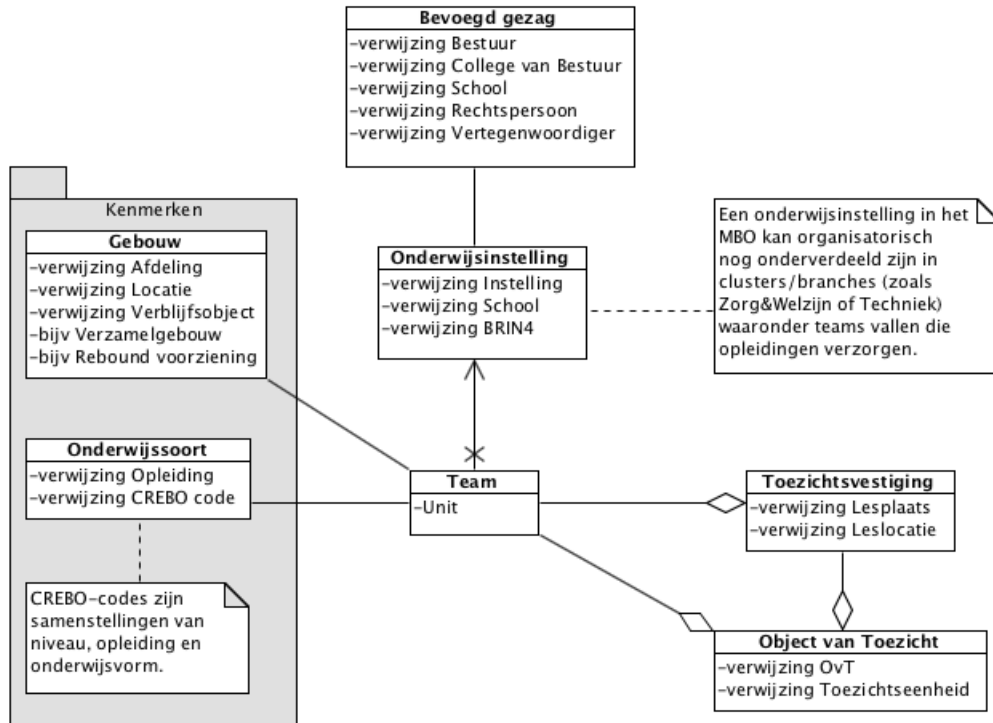 Bevoegd gezag
-verwijzing Bestuur
-verwijzing College van Bestuur
-verwijzing School
-verwijzing Rechtspersoon
-verwijzing Vertegenwoordiger
Kenmerken
Gebouw
-verwijzing Afdeling
-verwijzing Locatie
-verwijzing Verblijfsobject
-bijv Verzamelgebouw
-bijv Rebound voorziening
Onderwijsinstelling
-verwijzing Instelling
-verwijzing School
-verwijzing BRIN4
Een onderwijsinstelling in het
MBO kan organisatorisch
nog onderverdeeld zijn in
clusters/branches (zoals
Zorg&Welzijn of Techniek)
waaronder teams vallen die
opleidingen verzorgen.
Onderwijssoort
-verwijzing Opleiding
-verwijzing CREBO code
Team
-Unit
Toezichtsvestiging
-verwijzing Lesplaats
-verwijzing Leslocatie
CREBO-codes zijn
samenstellingen van
niveau, opleiding en
onderwijsvorm.
Object van Toezicht
-verwijzing OvT
-verwijzing Toezichtseenheid